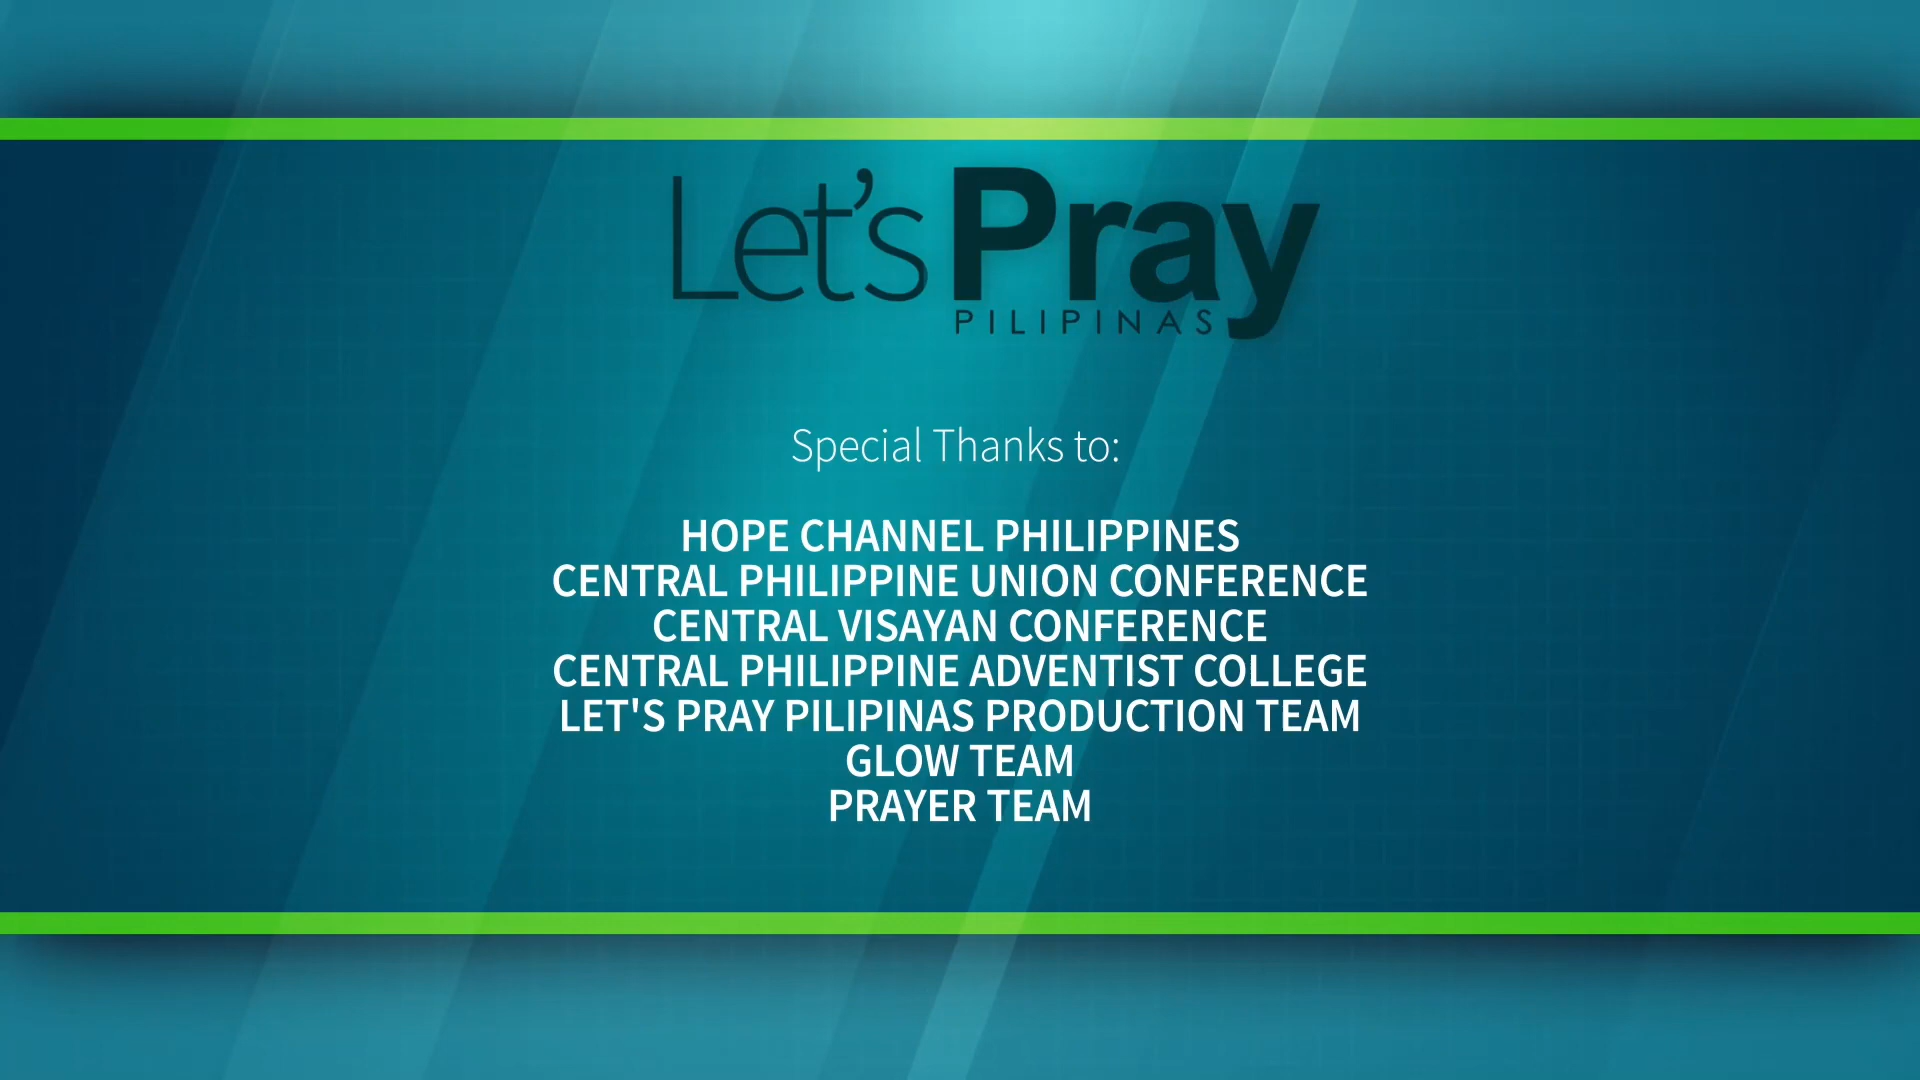 Let's Pray
PILIPINAS
Special Thanks to:
HOPE CHANNEL PHILIPPINES
CENTRAL PHILIPPINE UNION CONFERENCE
CENTRAL VISAYAN CONFERENCE
CENTRAL PHILIPPINE ADVENTIST COLLEGE
LET'S PRAY PILIPINAS PRODUCTION TEAM
GLOW TEAM
PRAYER TEAM